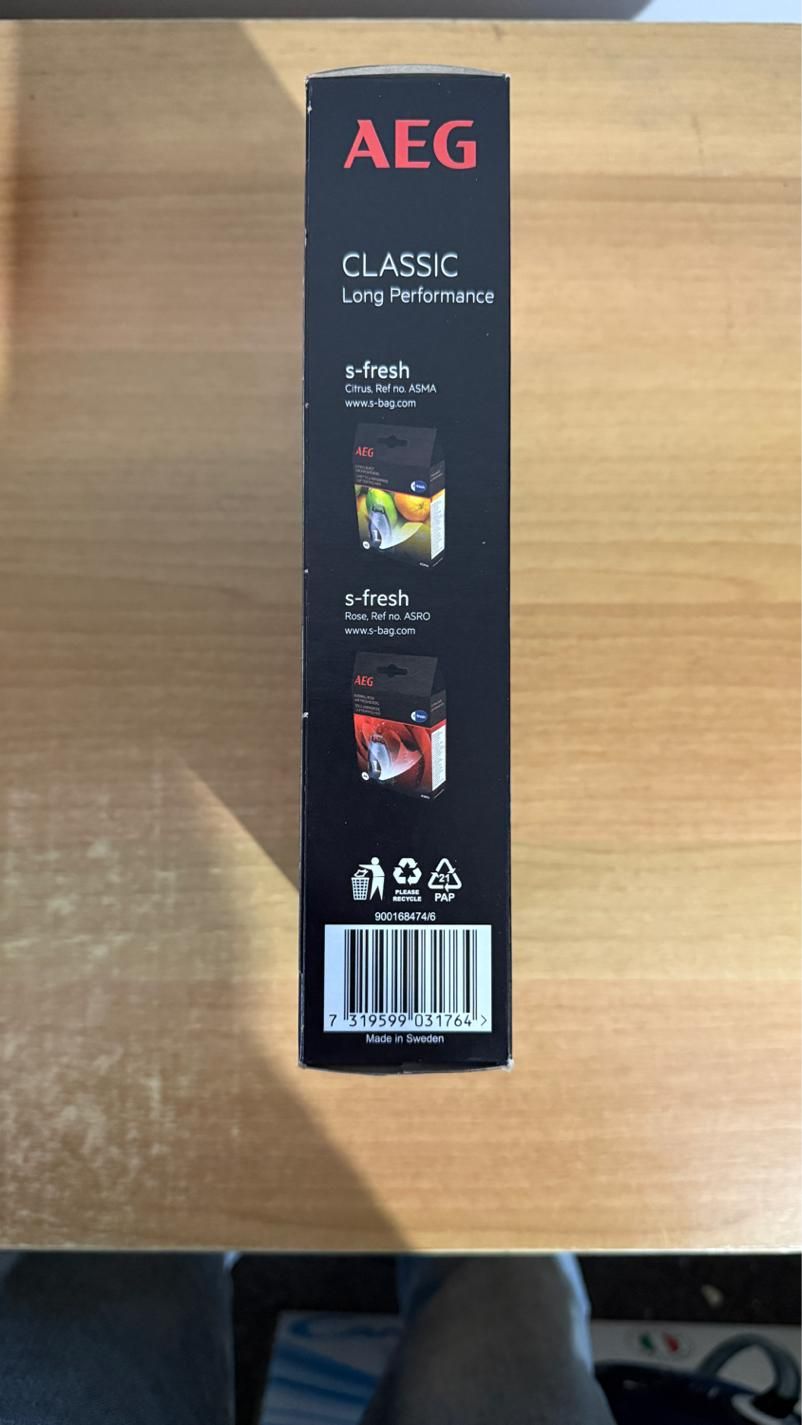 AEG
CLASSIC
Long Performance
s-fresh
Citrus, Ref no. ASMA
www.s-bag.com
AEG
s-fresh
Rose, Ref no. ASRO
www.s-bag.com
AEG
PLEASE
RECYCLE
21
PAP
900168474/6
7 319599 031764 >
Made in Sweden